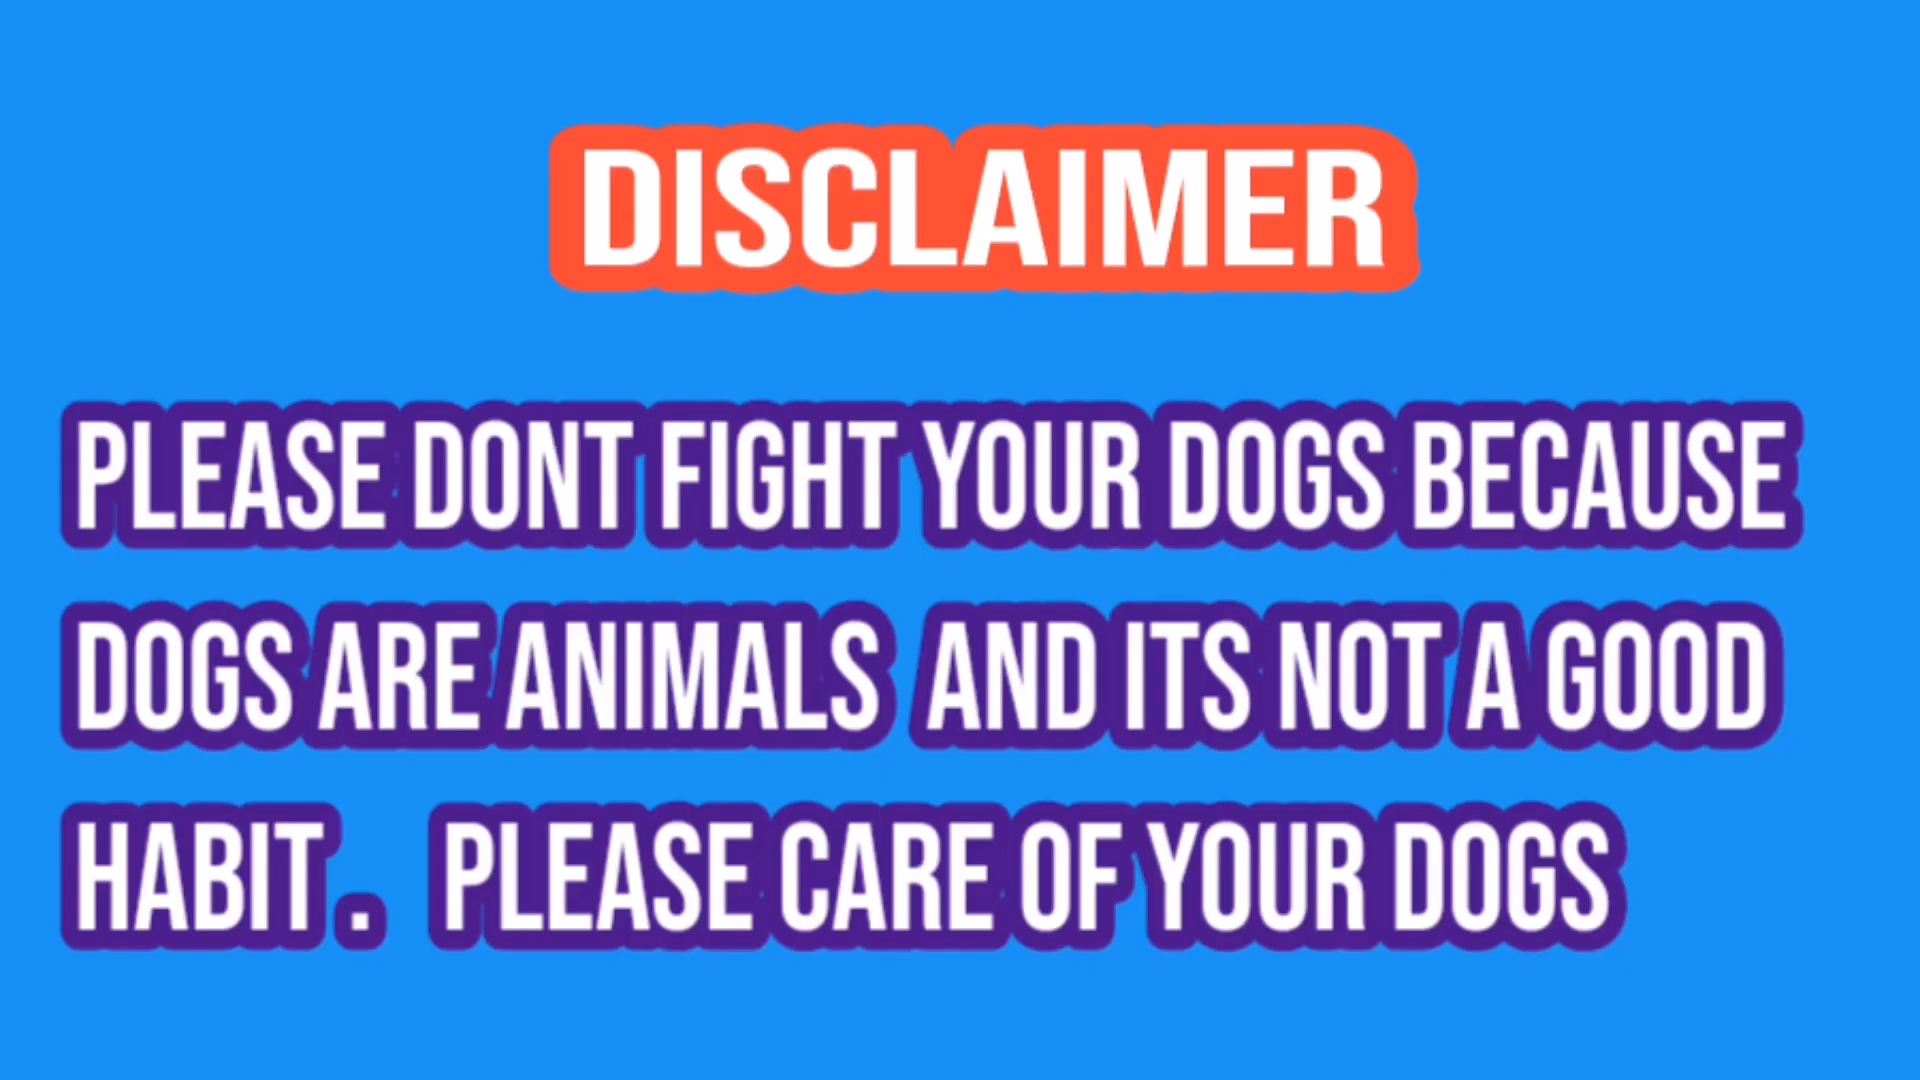 DISCLAIMER
PLEASE DONT FIGHT YOUR DOGS BECAUSE
DOGS ARE ANIMALS AND ITS NOT A GOOD
HABIT. PLEASE CARE OF YOUR DOGS